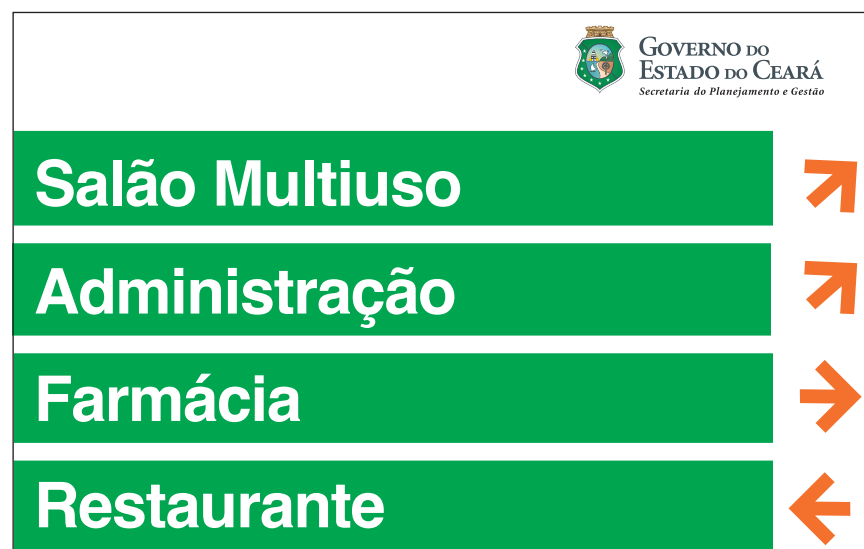 GOVERNO DO
ESTADO DO CEARÁ
Secretaria do Planejamento e Gestão
Salão Multiuso
Administração
Farmácia
Restaurante